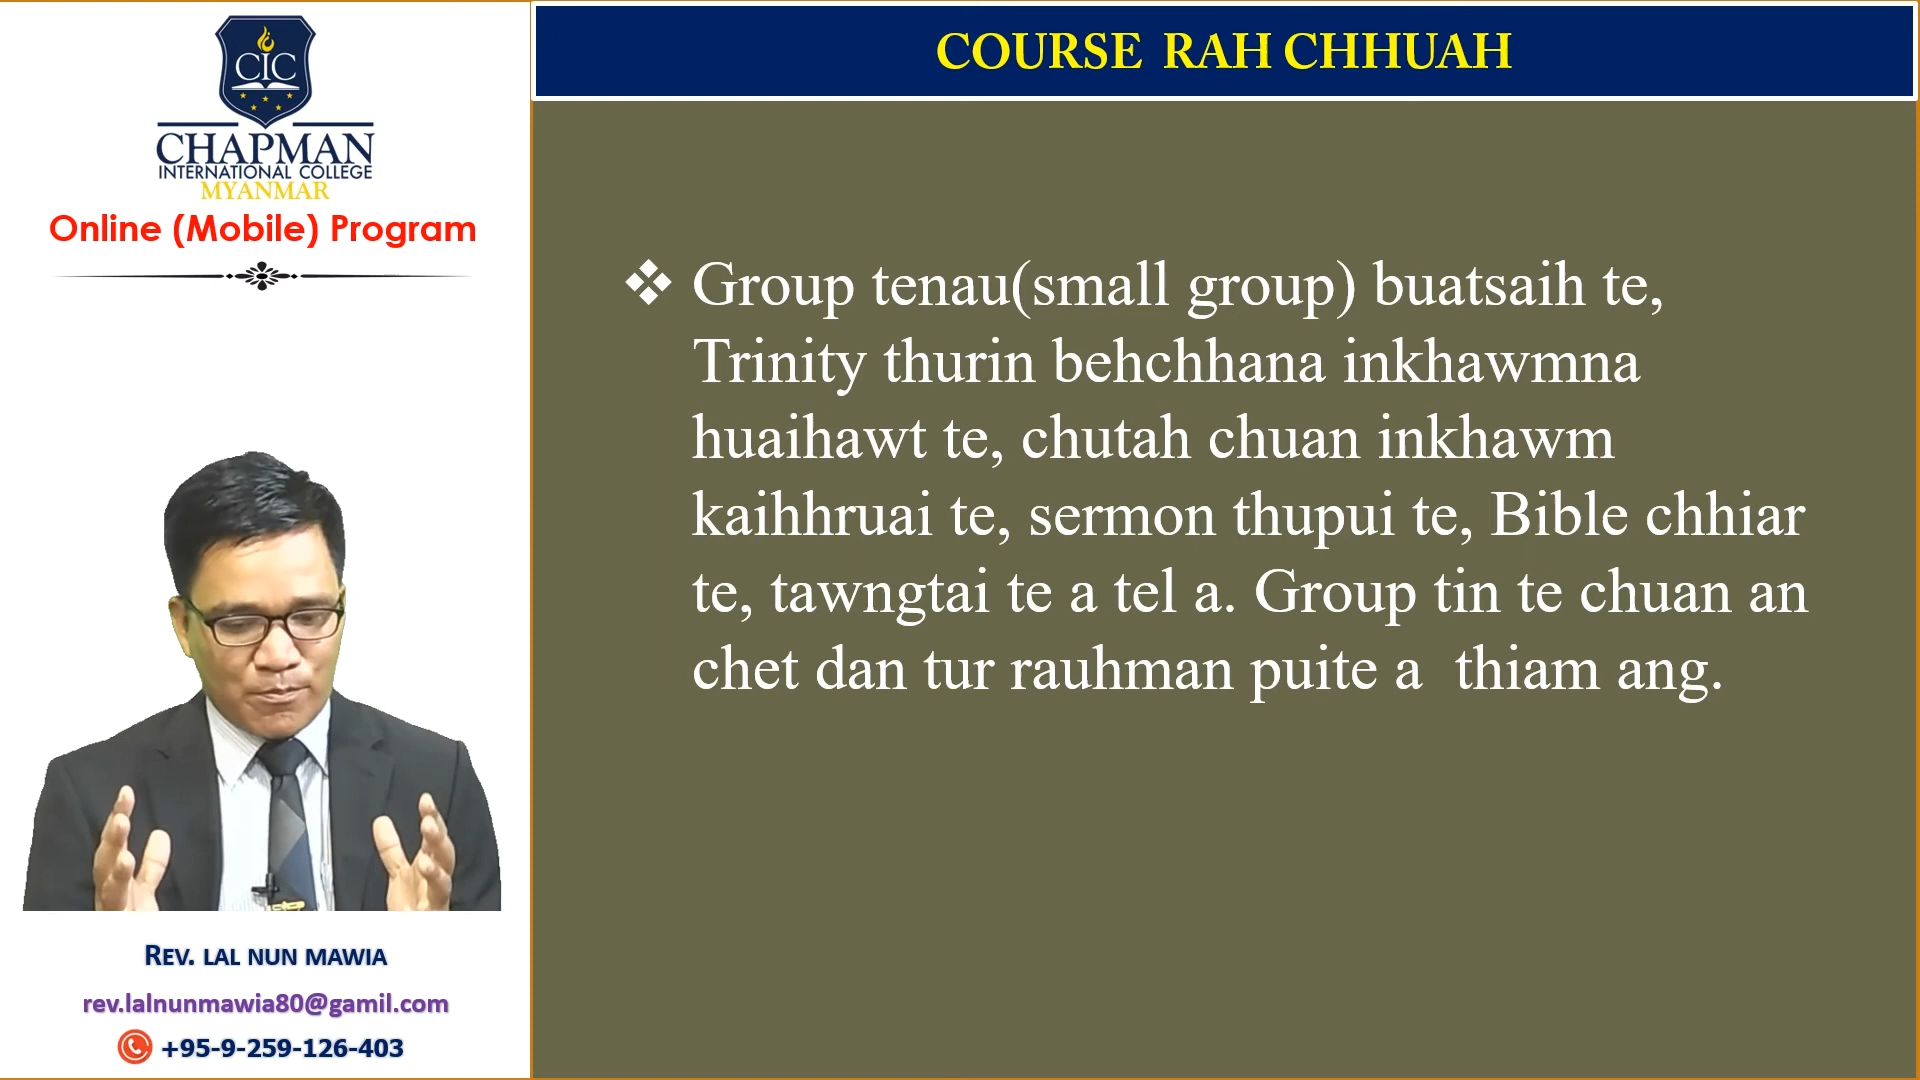 CIC
CHAPMAN
INTERNATIONAL COLLEGE
MYANMAR
Online (Mobile) Program
REV. LAL NUN MAWIA
rev.lalnunmawia80@gamil.com
+95-9-259-126-403
COURSE RAH CHHUAH
❖ Group tenau(small group) buatsaih te,
Trinity thurin behchhana inkhawmna
huaihawt te, chutah chuan inkhawm
kaihhruai te, sermon thupui te, Bible chhiar
te, tawngtai te a tel a. Group tin te chuan an
chet dan tur rauhman puite a thiam ang.